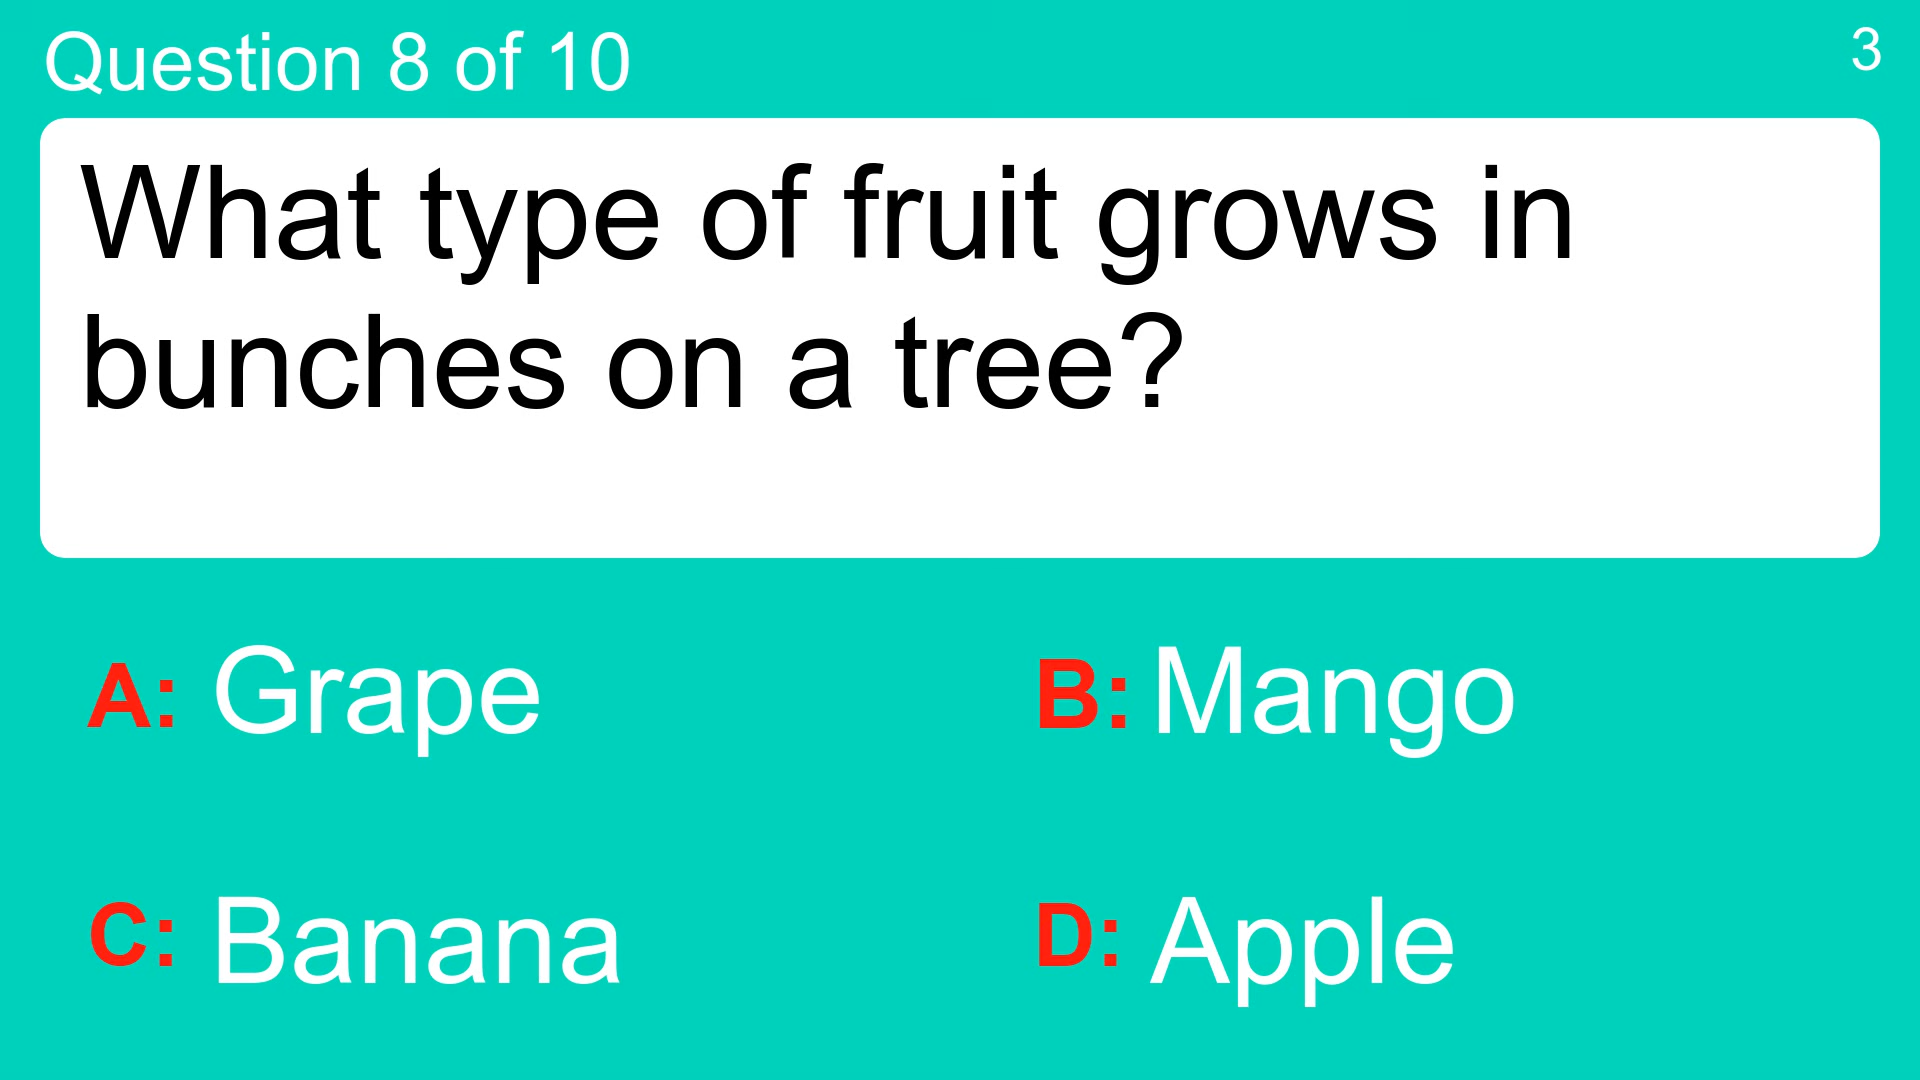 Question 8 of 10
3
What type of fruit grows in
bunches on a tree?
A: Grape
B: Mango
C: Banana
D: Apple